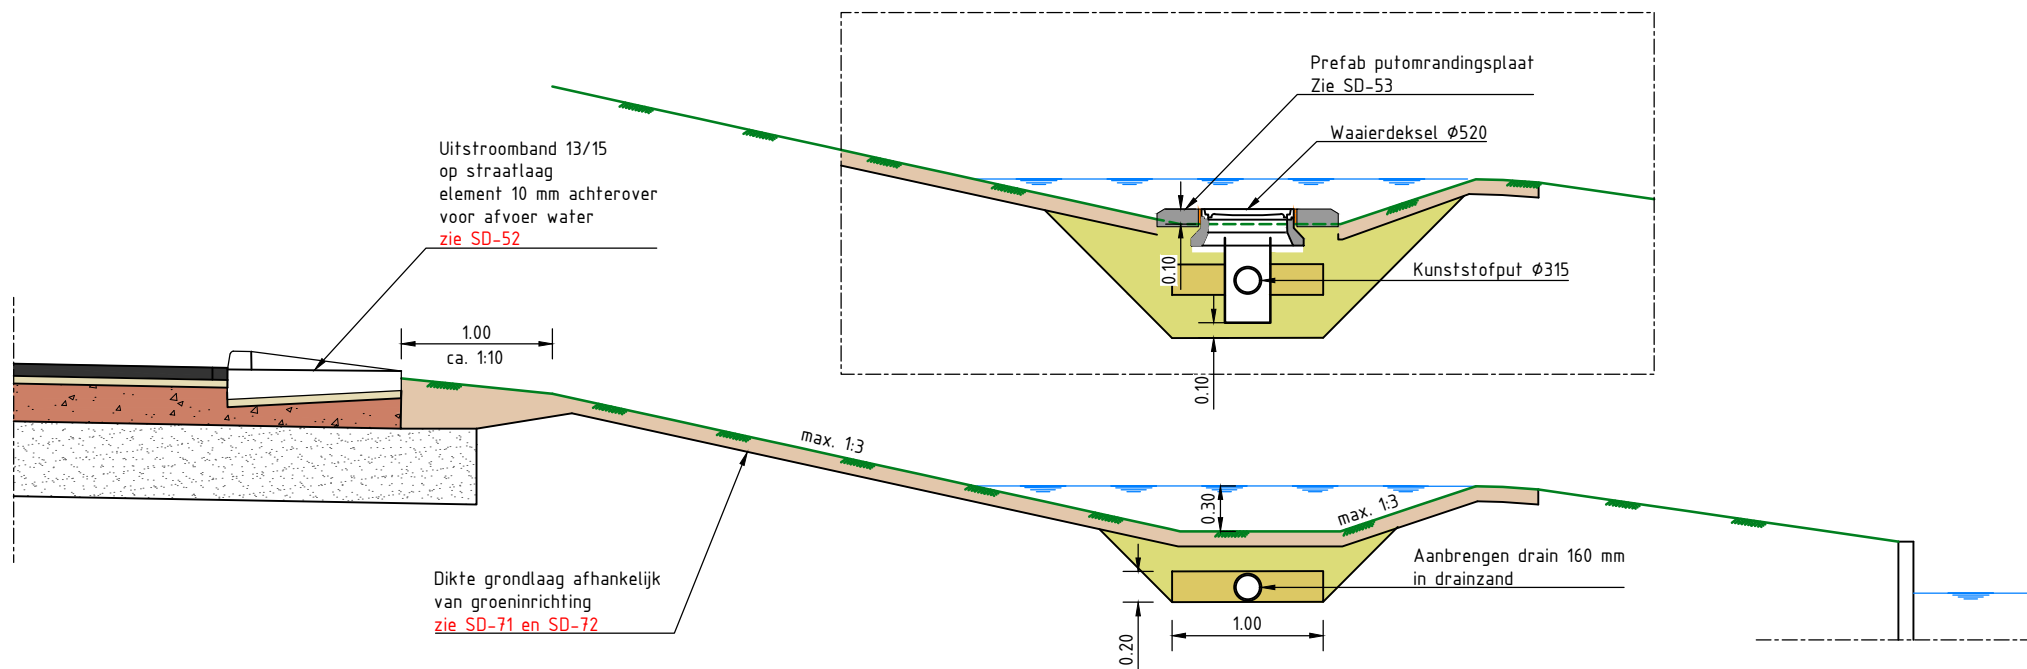 Prefab putomrandingsplaat
Zie SD-53
Waaierdeksel Ø520
Uitstroomband 13/15
op straatlaag
element 10 mm achterover
voor afvoer water
zie SD-52
0.10
Kunststofput Ø315
1.00
ca. 1:10
0.10
max. 1:3
0.30
max. 1:3
Aanbrengen drain 160 mm
in drainzand
Dikte grondlaag afhankelijk
van groeninrichting
zie SD-71 en SD-72
0.20
1.00